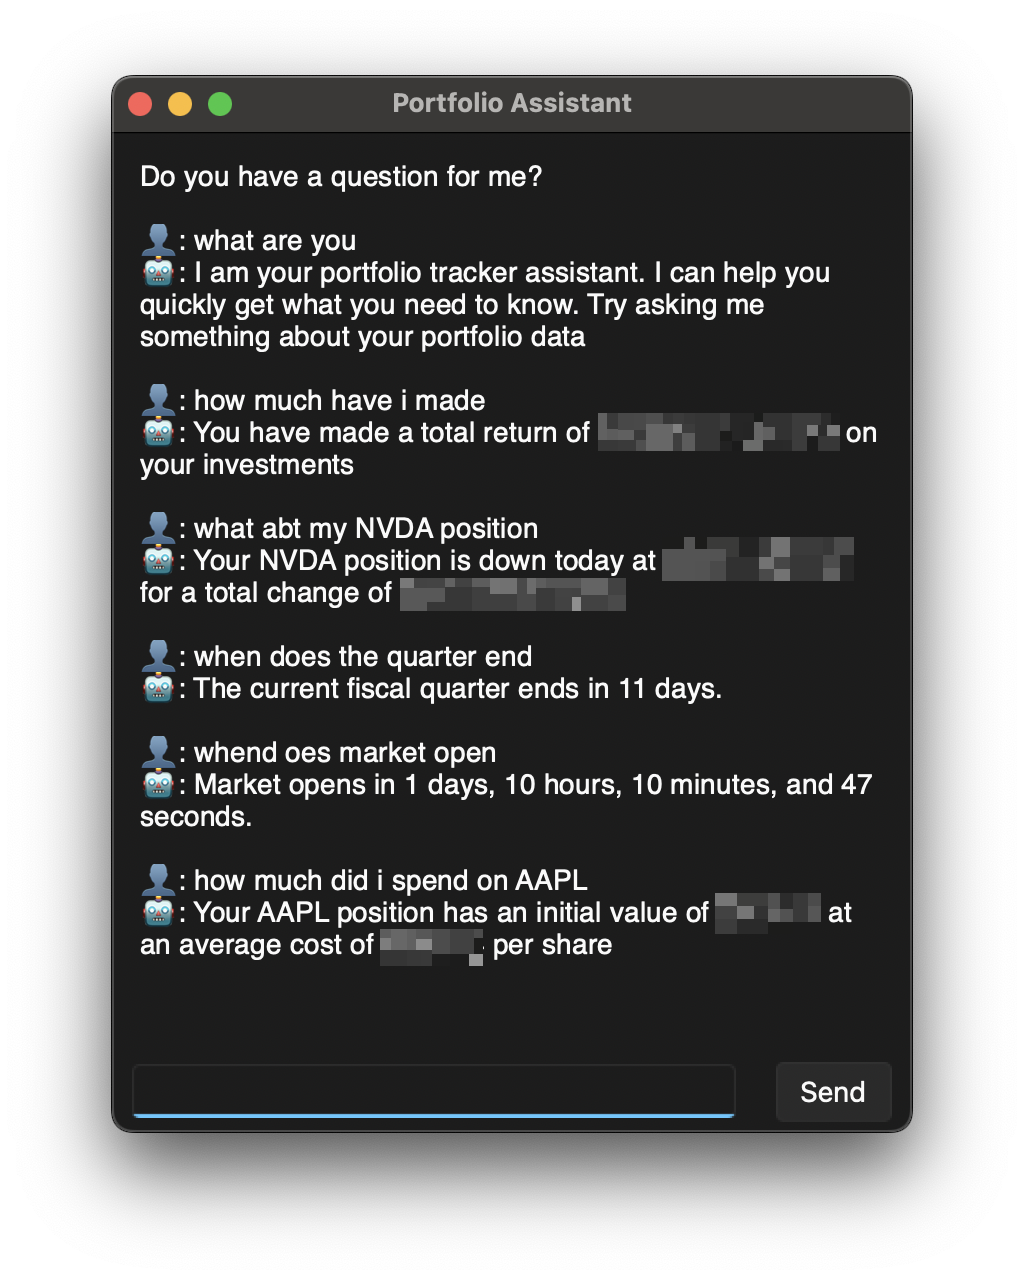 Portfolio Assistant
Do you have a question for me?
👤: what are you
🤖: I am your portfolio tracker assistant. I can help you
quickly get what you need to know. Try asking me
something about your portfolio data
👤: how much have i made
🤖: You have made a total return of on
your investments
👤: what abt my NVDA position
🤖: Your NVDA position is down today at
for a total change of
👤: when does the quarter end
🤖: The current fiscal quarter ends in 11 days.
👤: whend oes market open
🤖: Market opens in 1 days, 10 hours, 10 minutes, and 47
seconds.
👤: how much did i spend on AAPL
🤖: Your AAPL position has an initial value of at
an average cost of per share
Send